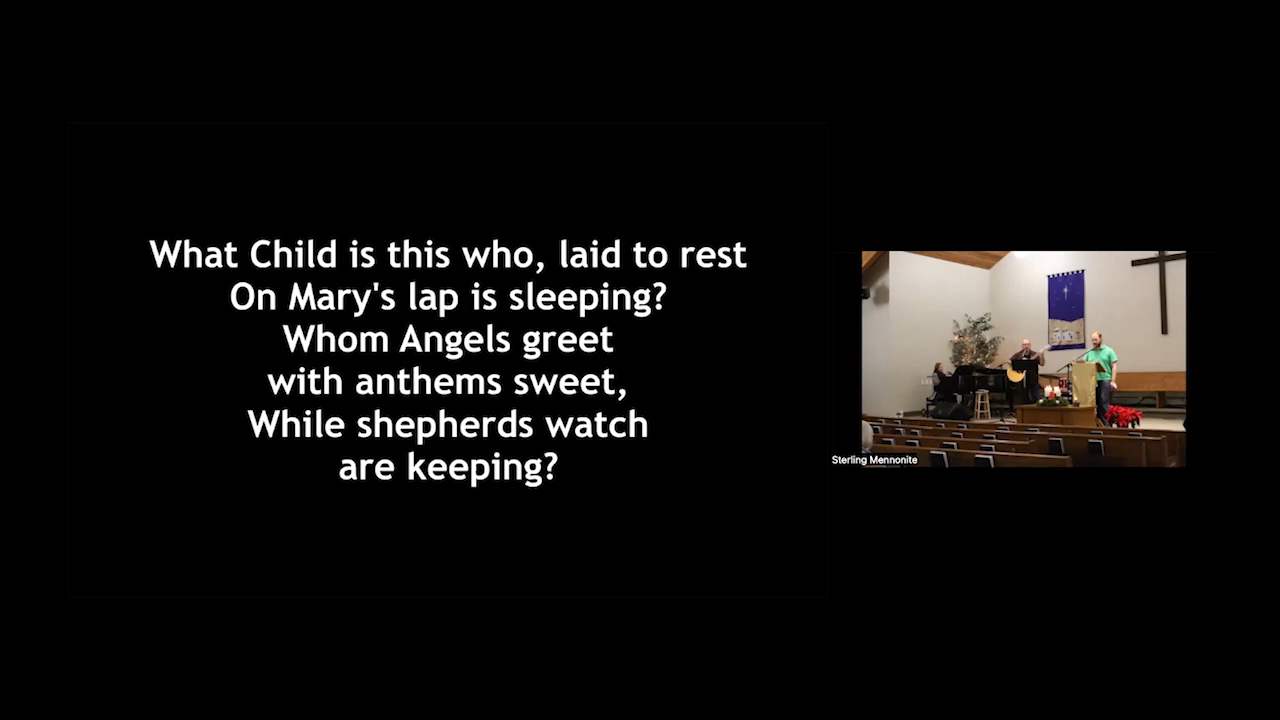 What Child is this who, laid to rest
On Mary's lap is sleeping?
Whom Angels greet
with anthems sweet,
While shepherds watch
are keeping?
Sterling Mennonite